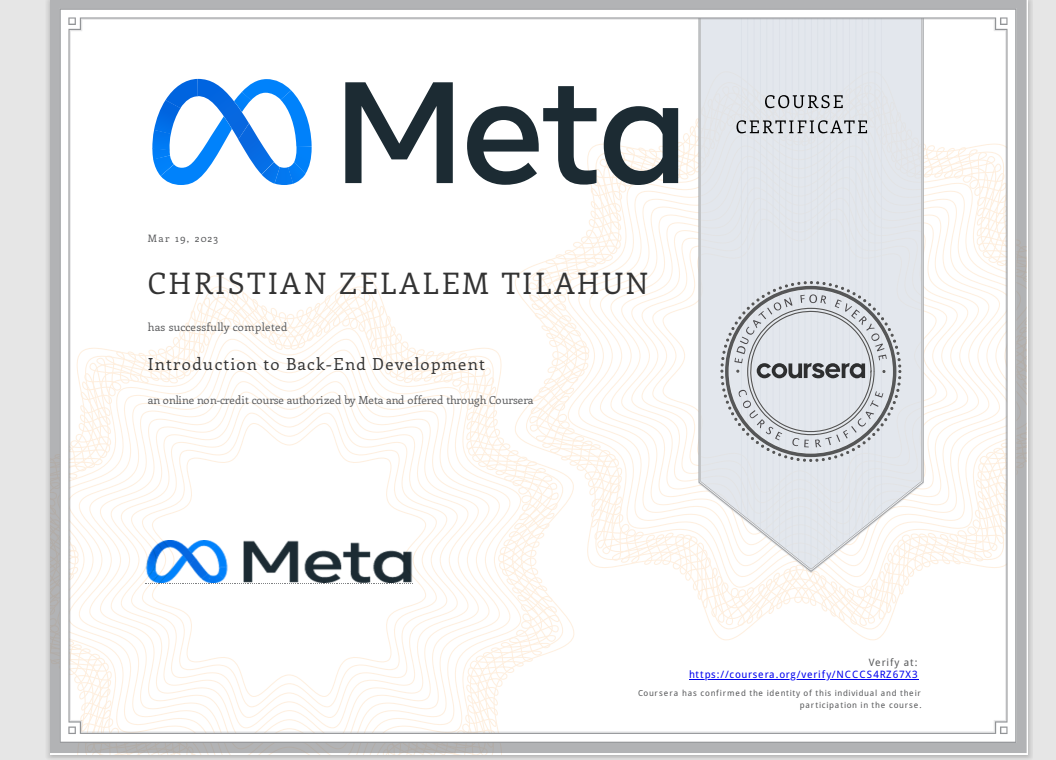 Meta
COURSE
CERTIFICATE
Mar 19, 2023
CHRISTIAN ZELALEM TILAHUN
has successfully completed
Introduction to Back-End Development
an online non-credit course authorized by Meta and offered through Coursera
EDUCATION FOR EVERYONE
coursera
COURSE CERTIFICATE
Meta
Verify at:
https://coursera.org/verify/NCCCS4RZ67X3
Coursera has confirmed the identity of this individual and their
participation in the course.